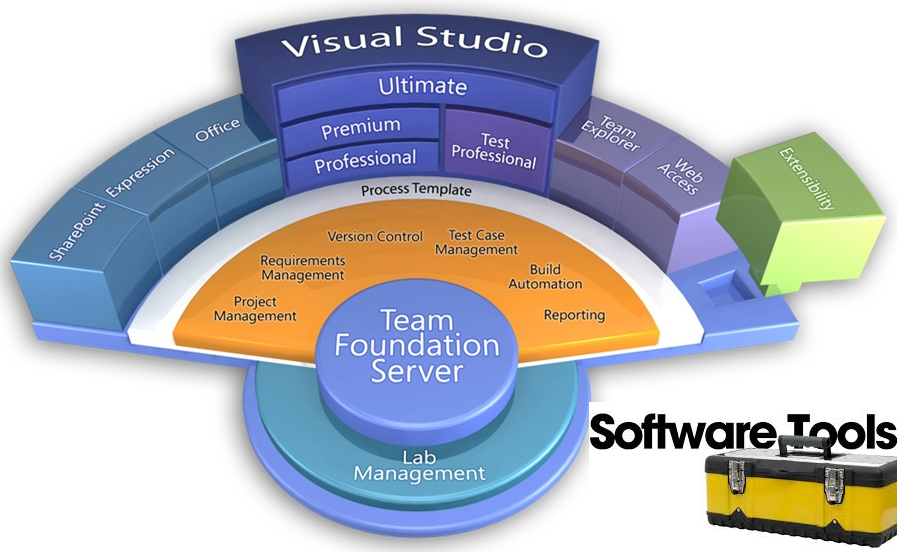 Visual Studio
Ultimate
Premium
Professional
Test
Professional
Office
Expression
SharePoint
Team
Explorer
Web
Access
Extensibility
Process Template
Version Control
Test Case
Management
Requirements
Management
Build
Automation
Project
Management
Reporting
Team
Foundation
Server
Lab
Management
Software Tools